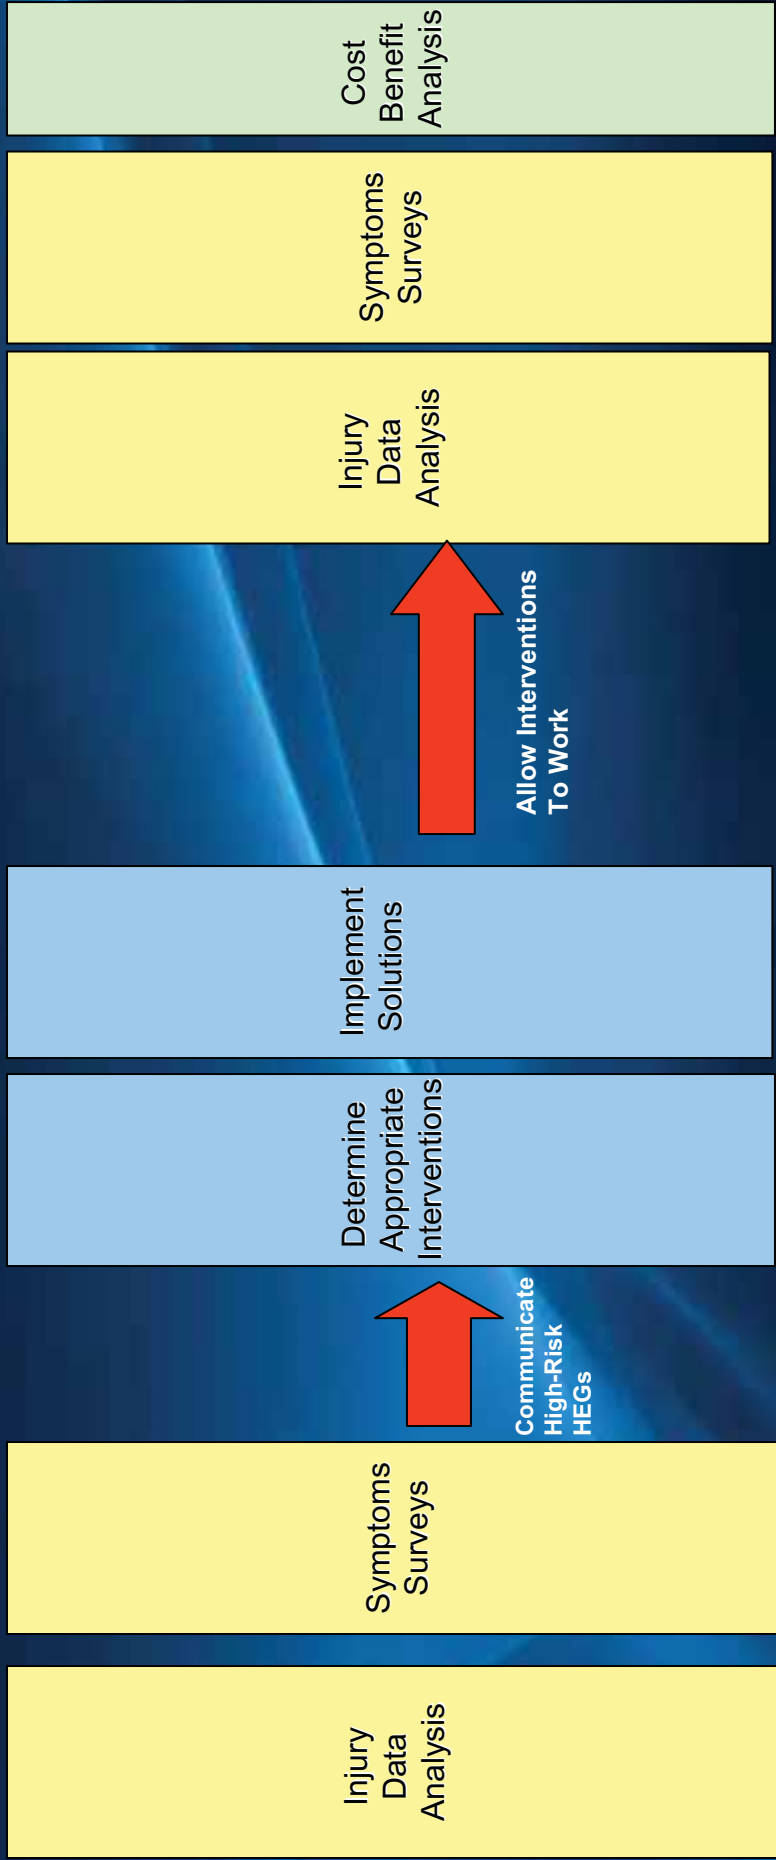 Injury
Data
Analysis
Symptoms
Surveys
Communicate
High-Risk
HEGs
Determine
Appropriate
Interventions
Implement
Solutions
Allow Interventions
To Work
Injury
Data
Analysis
Symptoms
Surveys
Cost
Benefit
Analysis